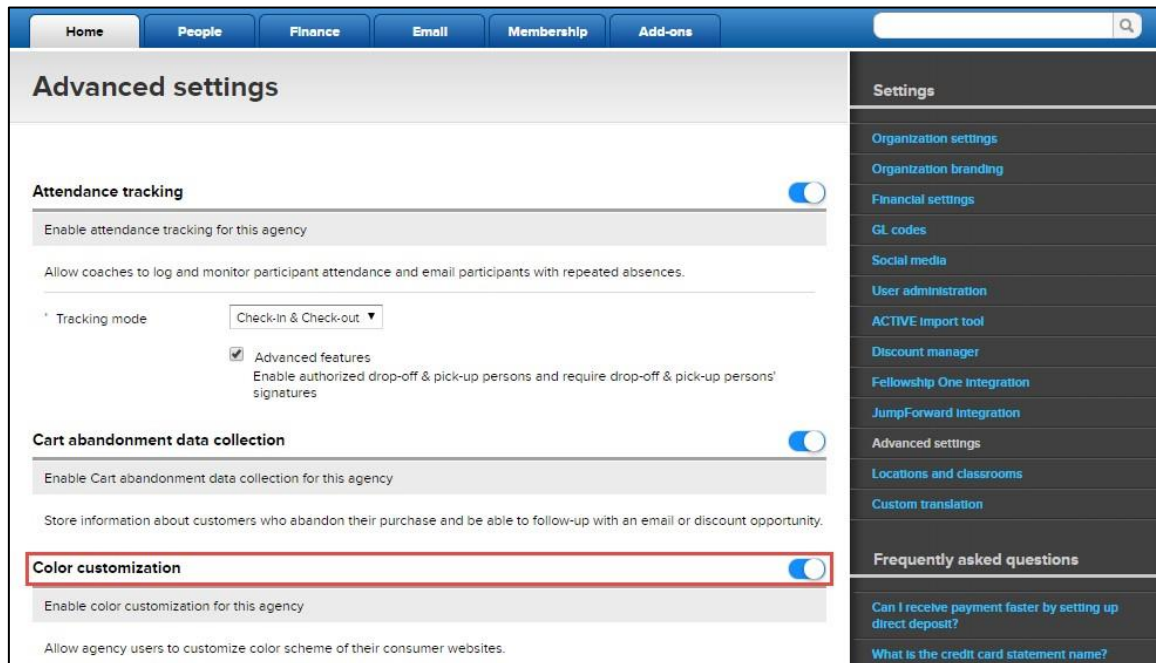 Home People Finance Email Membership Add-ons
Advanced settings
Attendance tracking
Enable attendance tracking for this agency
Allow coaches to log and monitor participant attendance and email participants with repeated absences.
* Tracking mode Check-In & Check-out
Advanced features
Enable authorized drop-off & pick-up persons and require drop-off & pick-up persons'
signatures
Cart abandonment data collection
Enable Cart abandonment data collection for this agency
Store information about customers who abandon their purchase and be able to follow-up with an email or discount opportunity.
Color customization
Enable color customization for this agency
Allow agency users to customize color scheme of their consumer websites.
Settings
Organization settings
Organization branding
Financial settings
GL codes
Social media
User administration
ACTIVE import tool
Discount manager
Fellowship One integration
JumpForward integration
Advanced settings
Locations and classrooms
Custom translation
Frequently asked questions
Can I receive payment faster by setting up
direct deposit?
What is the credit card statement name?